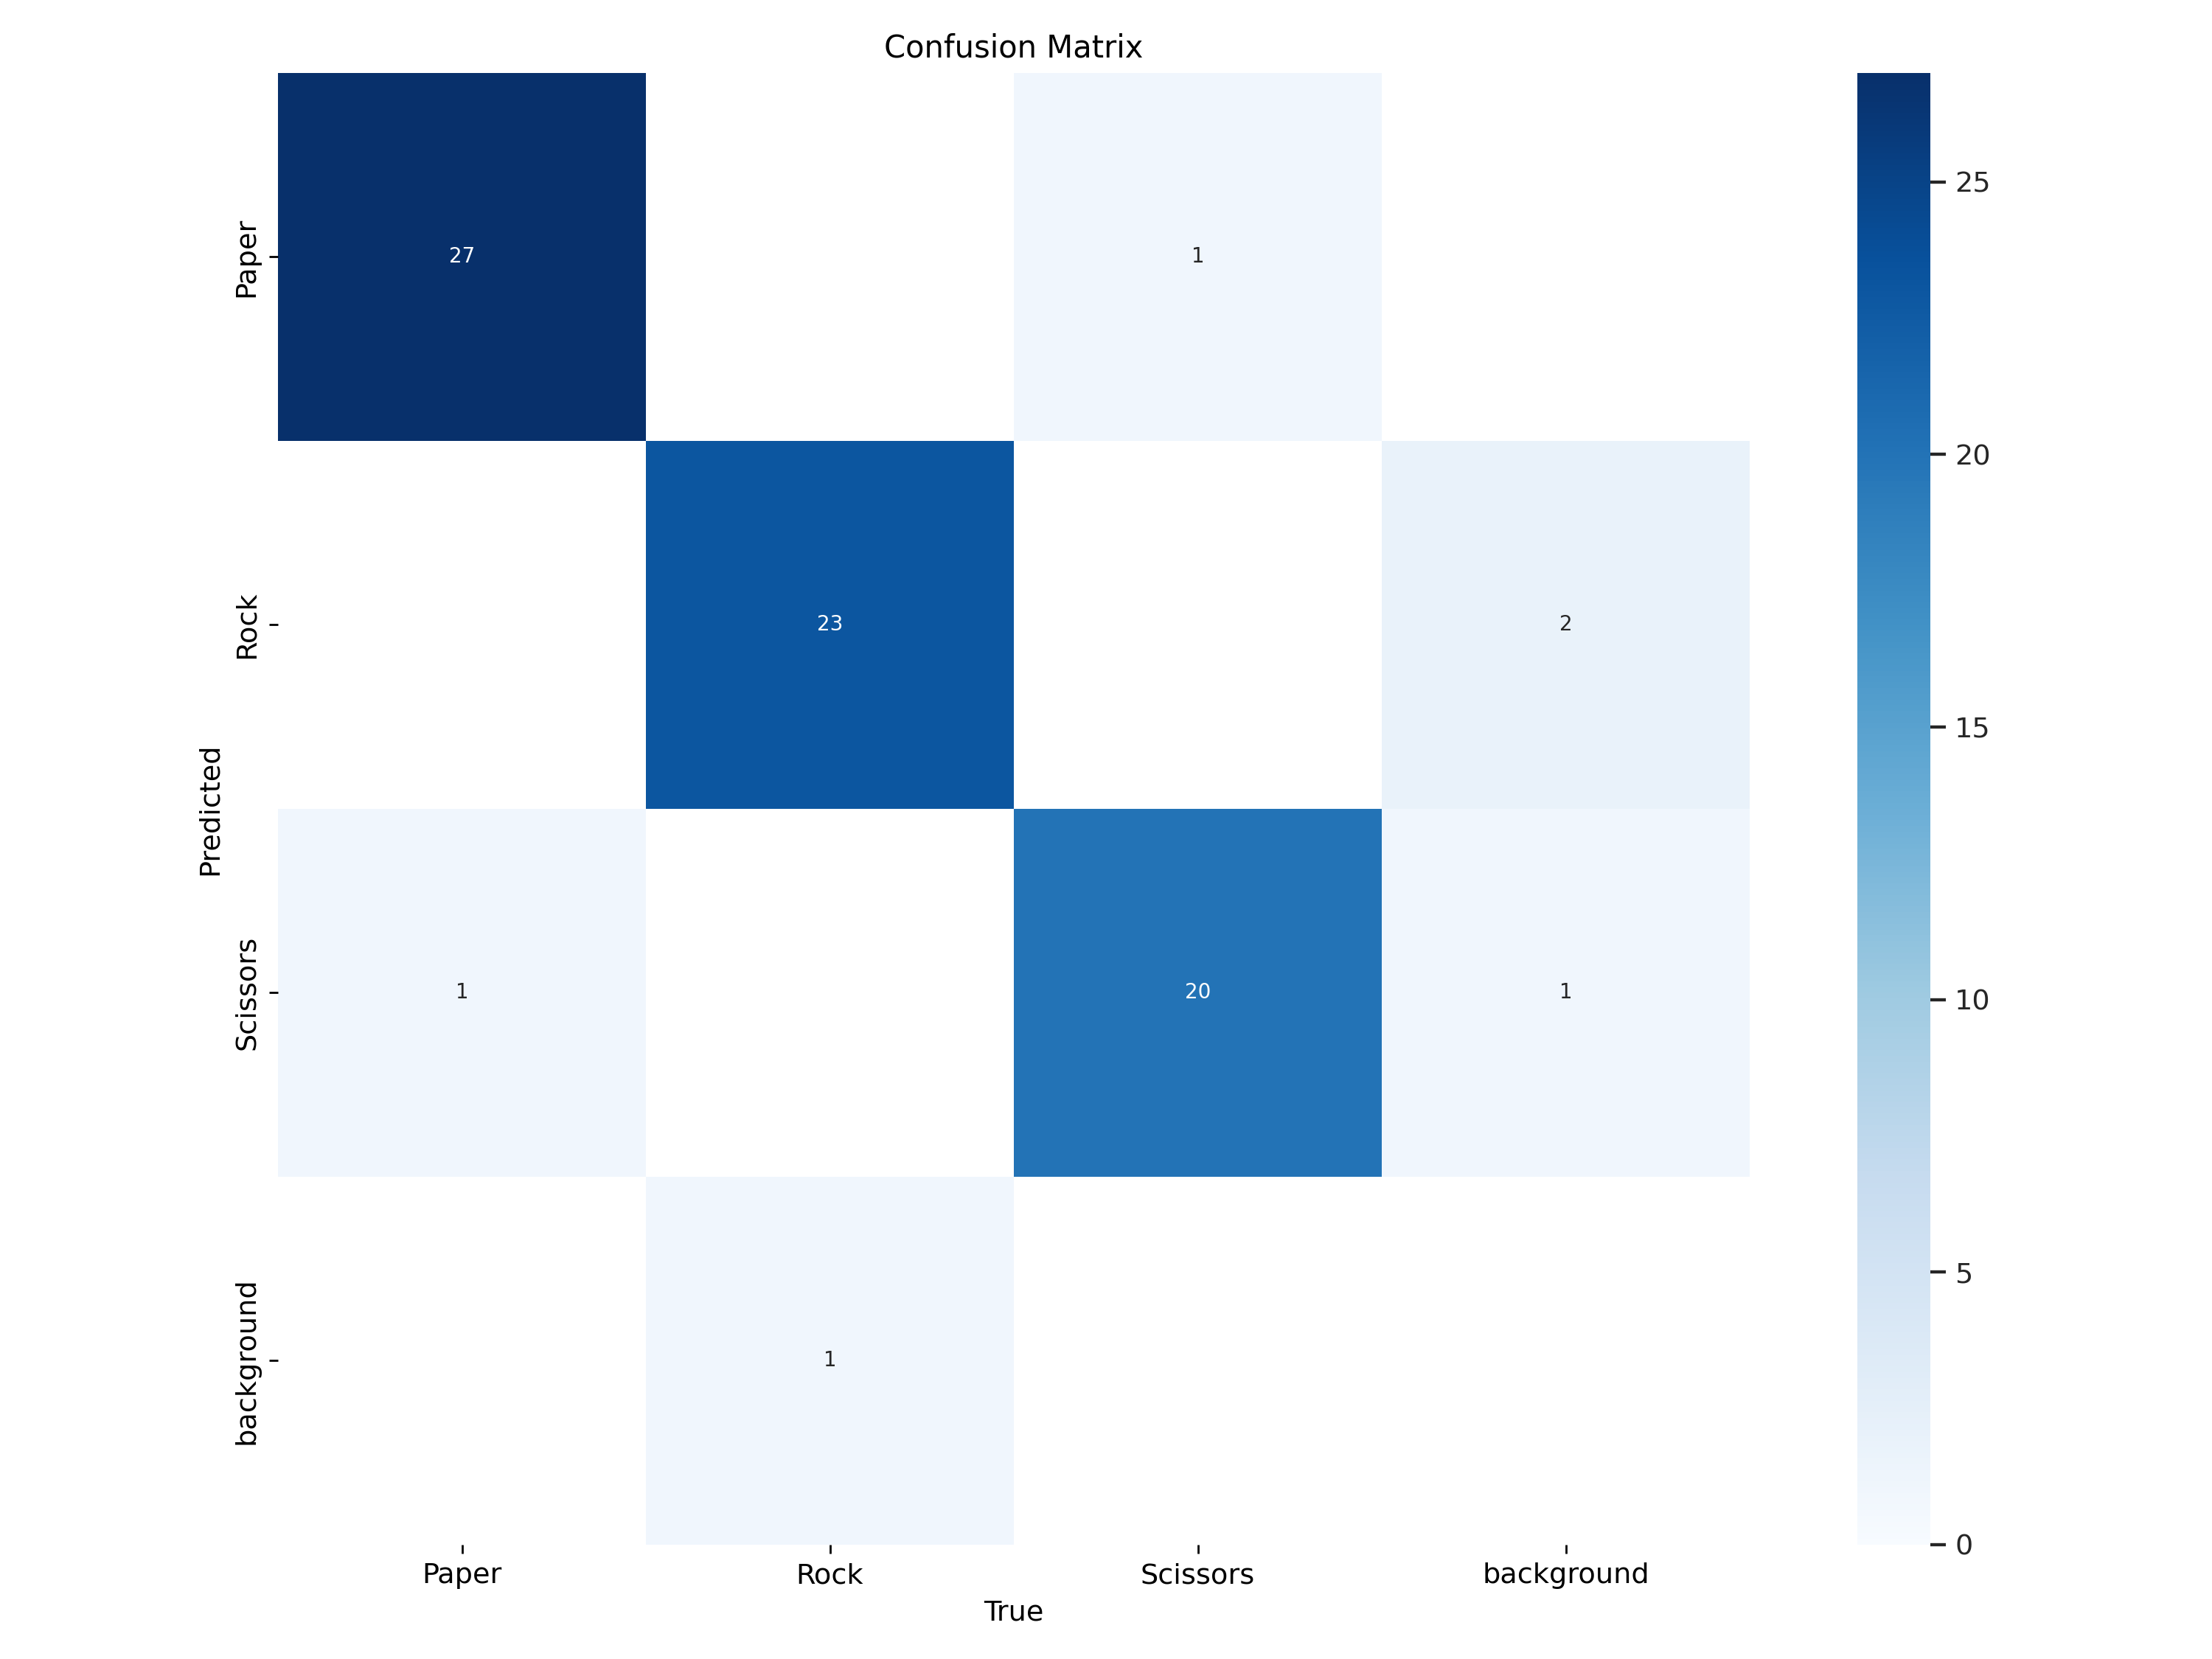 Confusion Matrix
Paper
27
1
25
20
Rock
23
2
Predicted
15
Scissors
1
20
1
10
5
background
1
0
Paper
Rock
Scissors
background
True